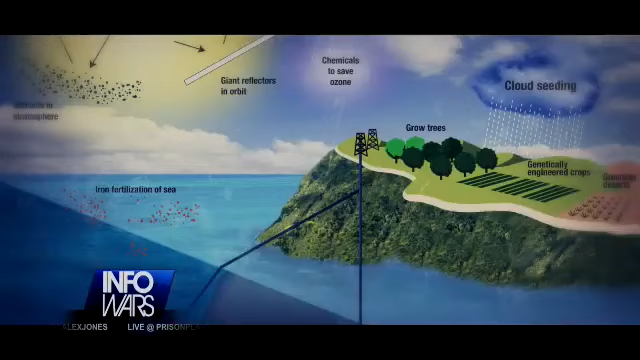 Chemicals
to save
ozone
Giant reflectors
in orbit
Cloud seeding
stratosphere
Grow trees
Genetically
engineered crops
Iron fertilization of sea
INFO
WARS
ALEXJONES LIVE @